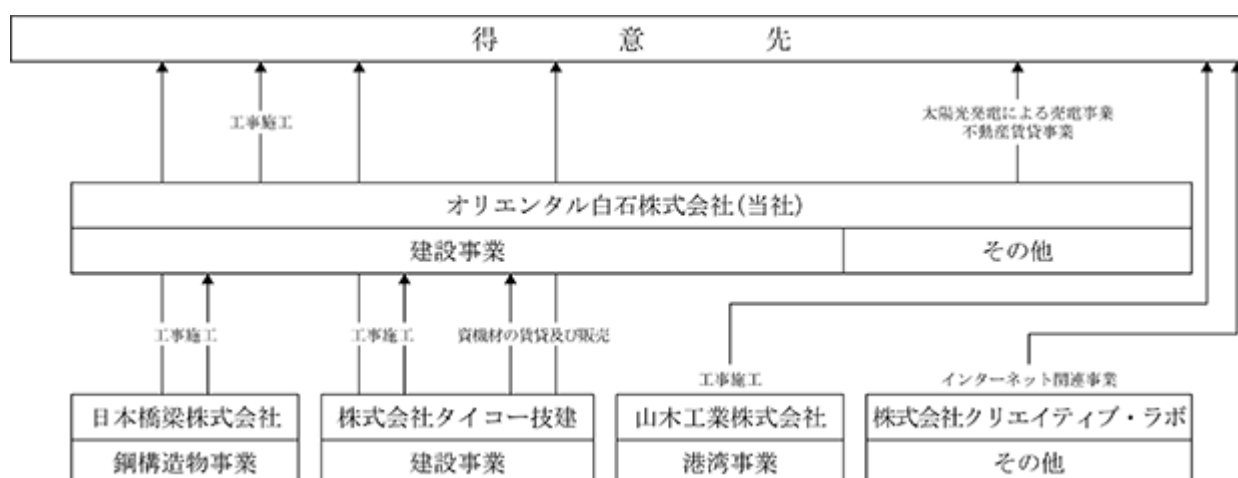 得意先
工事施工
太陽光発電による売電事業
不動産賃貸事業
オリエンタル白石株式会社(当社)
建設事業
その他
工事施工
工事施工
資機材の賃貸及び販売
工事施工
インターネット関連事業
日本橋梁株式会社
株式会社タイコー技建
山木工業株式会社
株式会社クリエイティブ・ラボ
鋼構造物事業
建設事業
港湾事業
その他